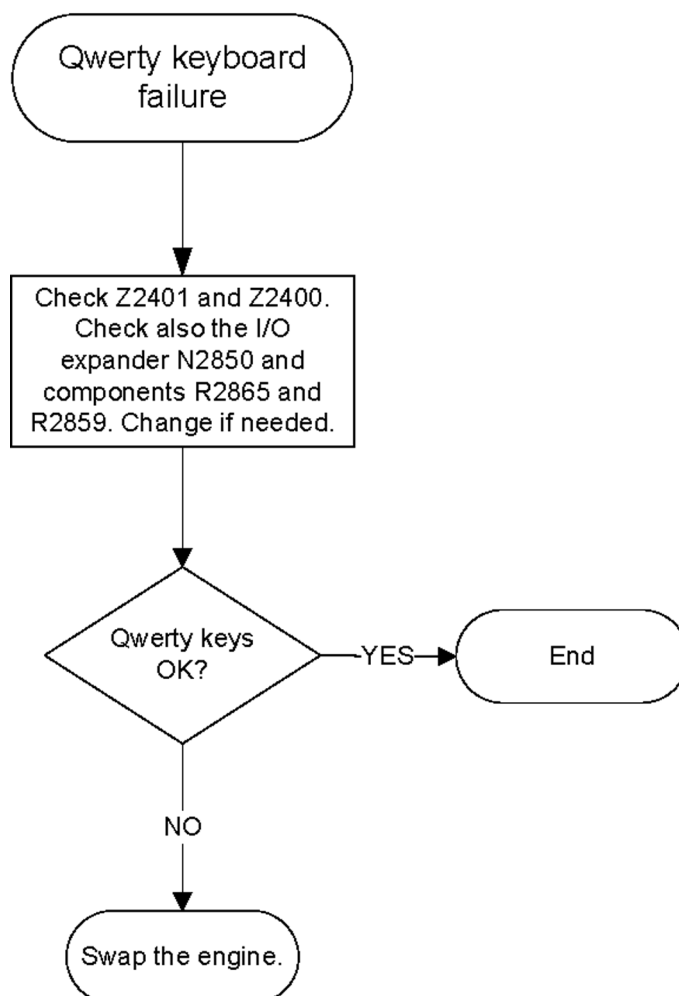 Qwerty keyboard
failure
Check Z2401 and Z2400.
Check also the I/O
expander N2850 and
components R2865 and
R2859. Change if needed.
Qwerty keys
OK?
YES
End
NO
Swap the engine.